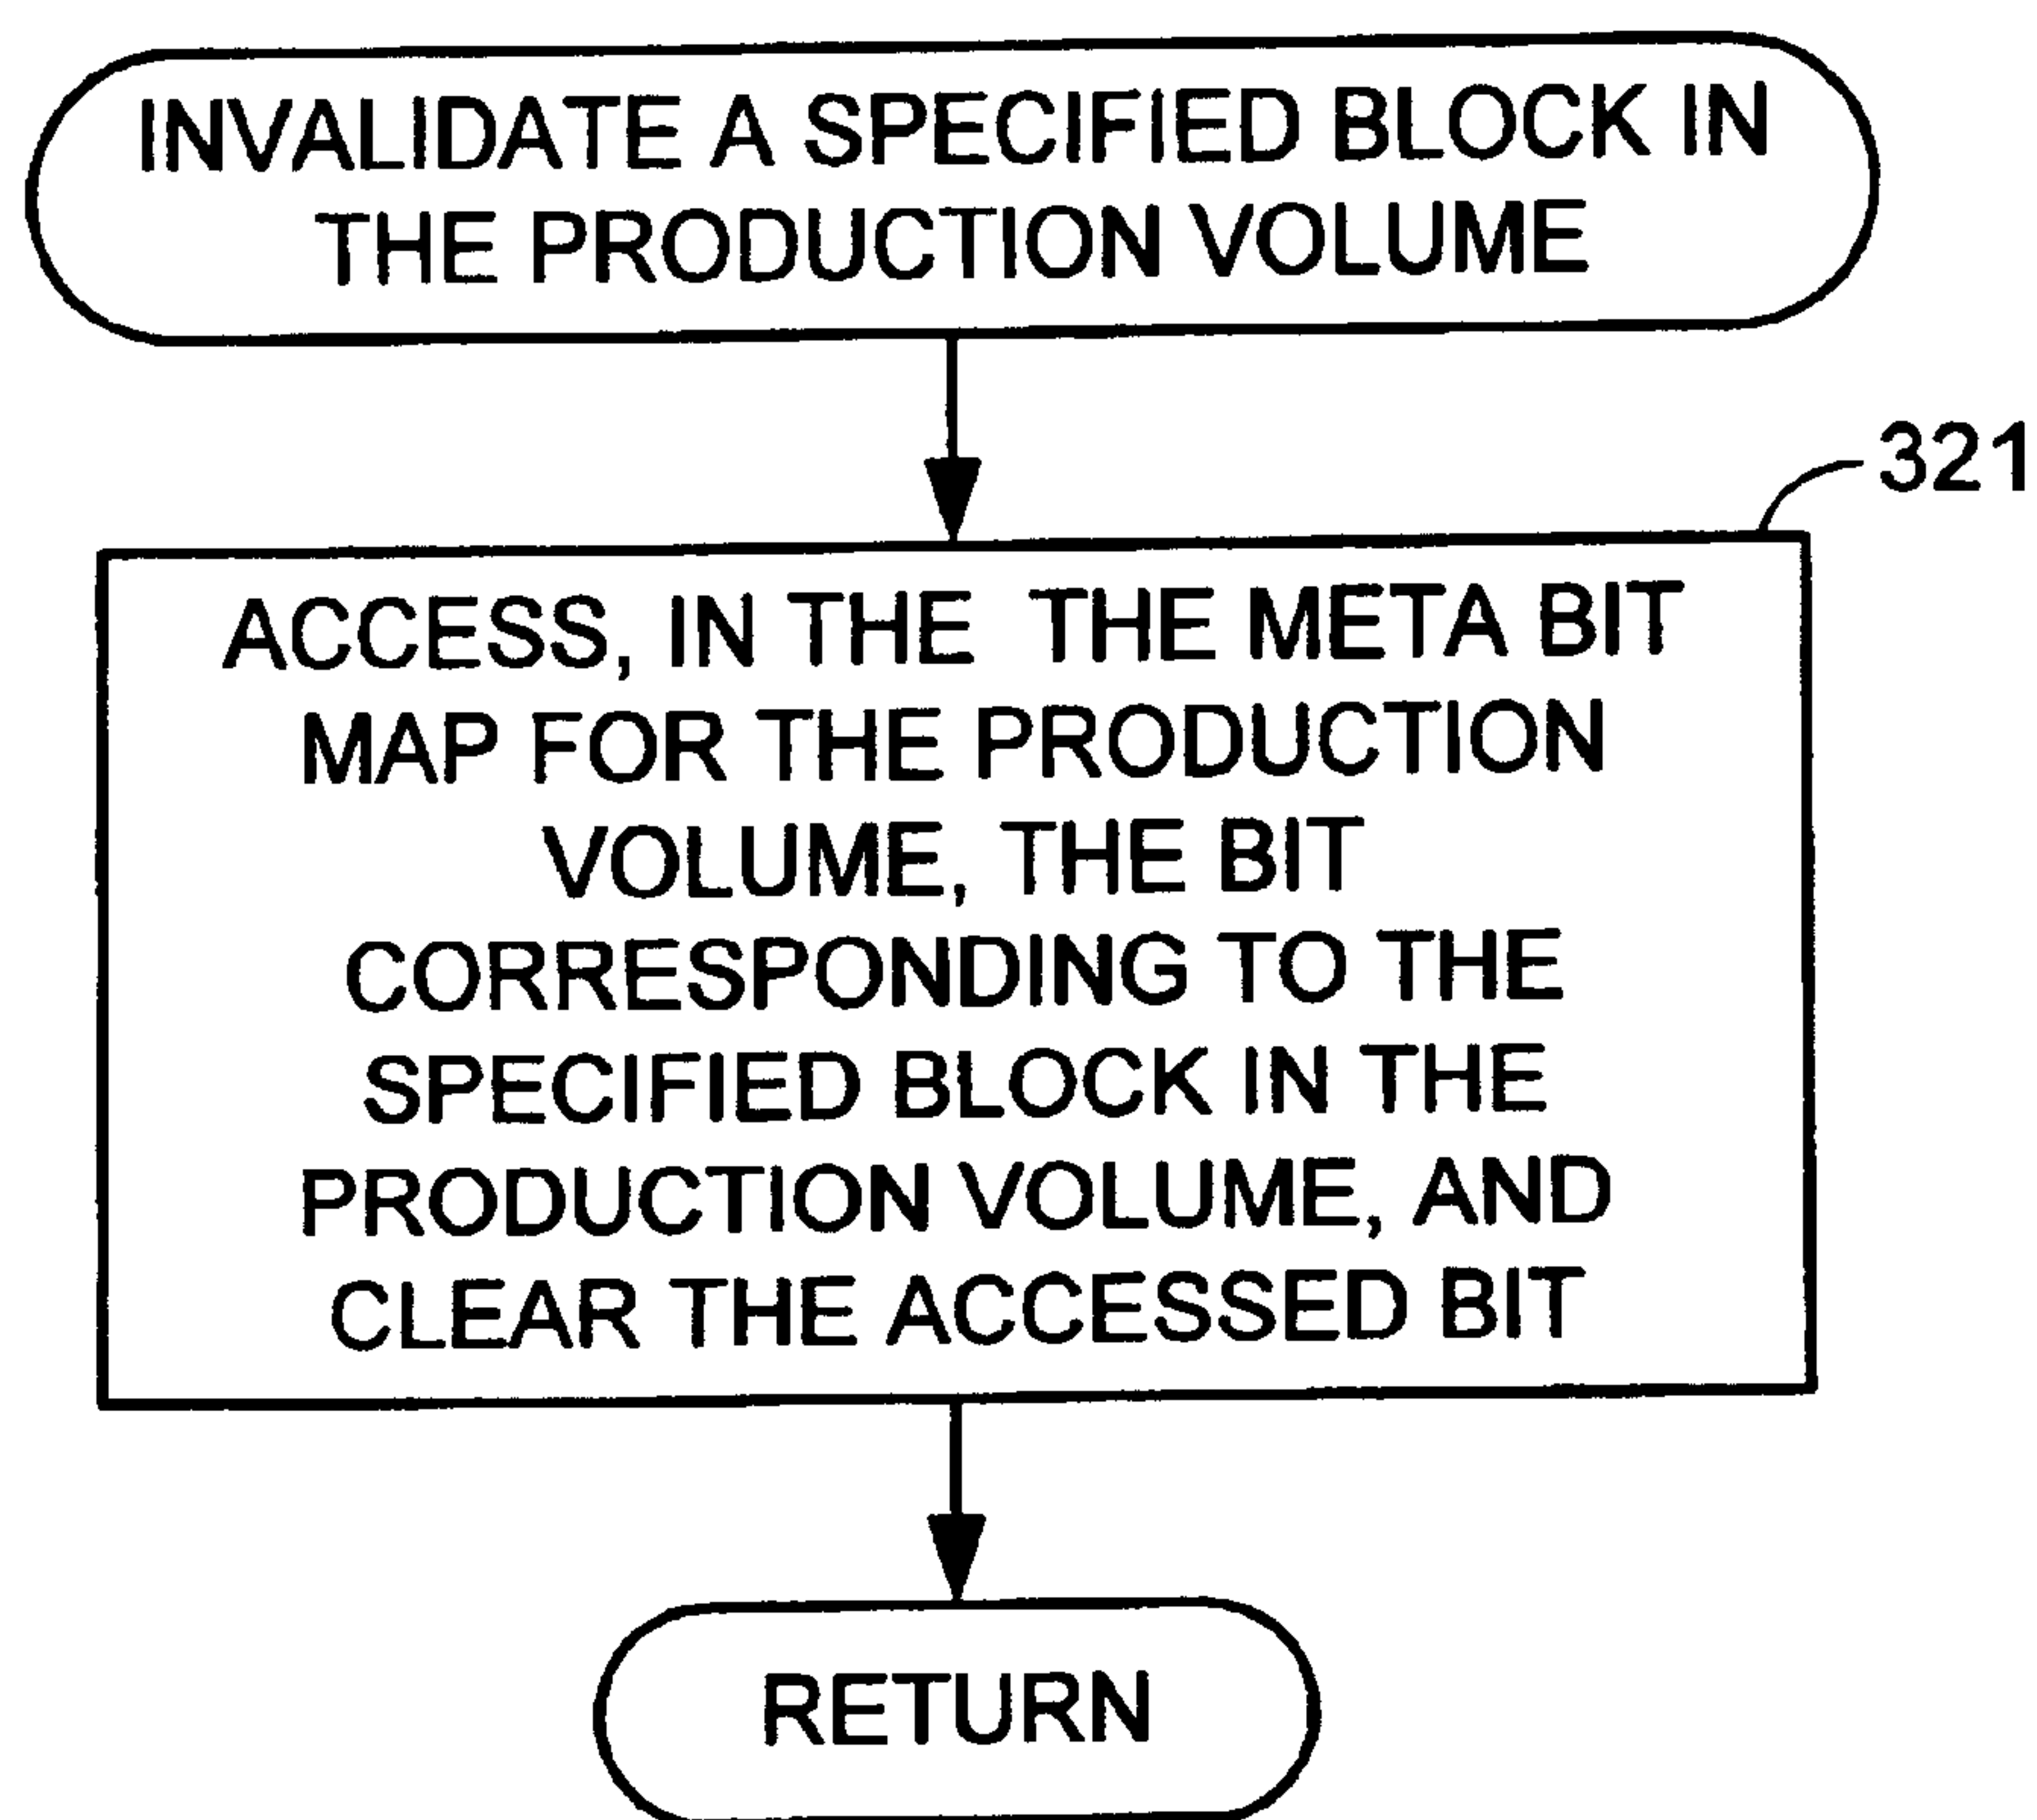 INVALIDATE A SPECIFIED BLOCK IN
THE PRODUCTION VOLUME
321
ACCESS, IN THE THE META BIT
MAP FOR THE PRODUCTION
VOLUME, THE BIT
CORRESPONDING TO THE
SPECIFIED BLOCK IN THE
PRODUCTION VOLUME, AND
CLEAR THE ACCESSED BIT
RETURN